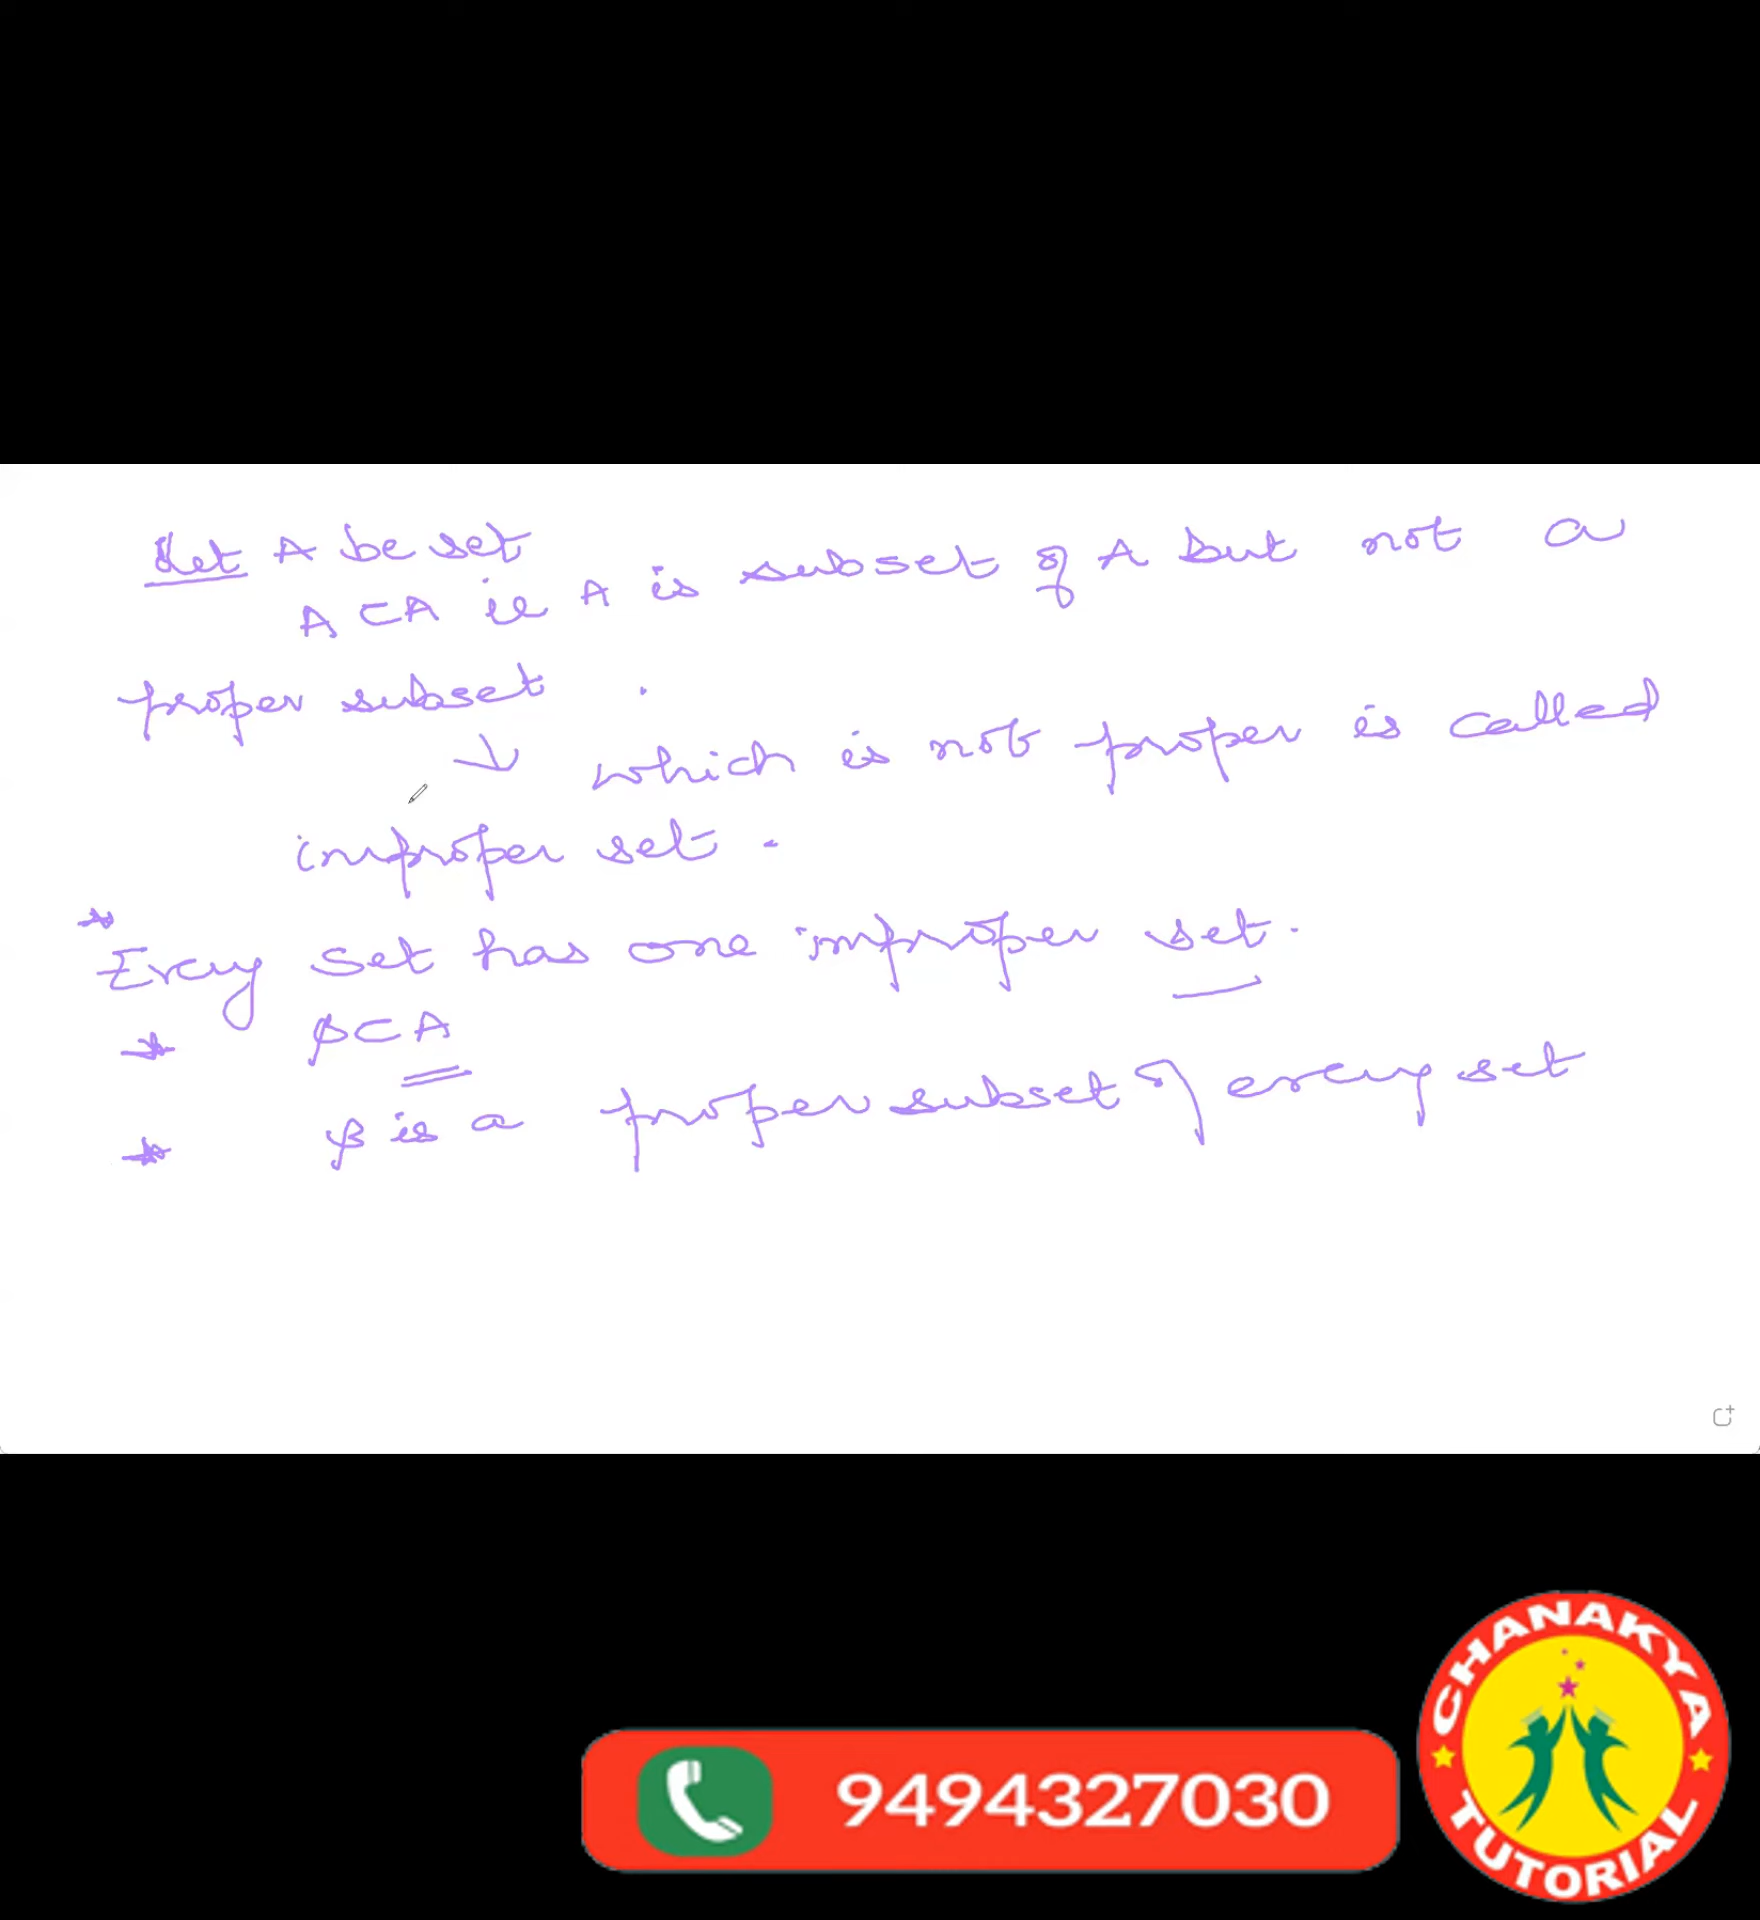 Let A be set
A ⊂ A ie A is subset of A but not a
proper subset .
↓ which is not proper is called
improper set .
* Every set has one improper set.
* ϕ ⊂ A
* ϕ is a proper subset of every set
9494327030
CHANAKYA
TUTORIAL